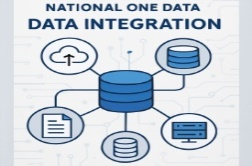 NATIONAL ONE DATA
DATA INTEGRATION